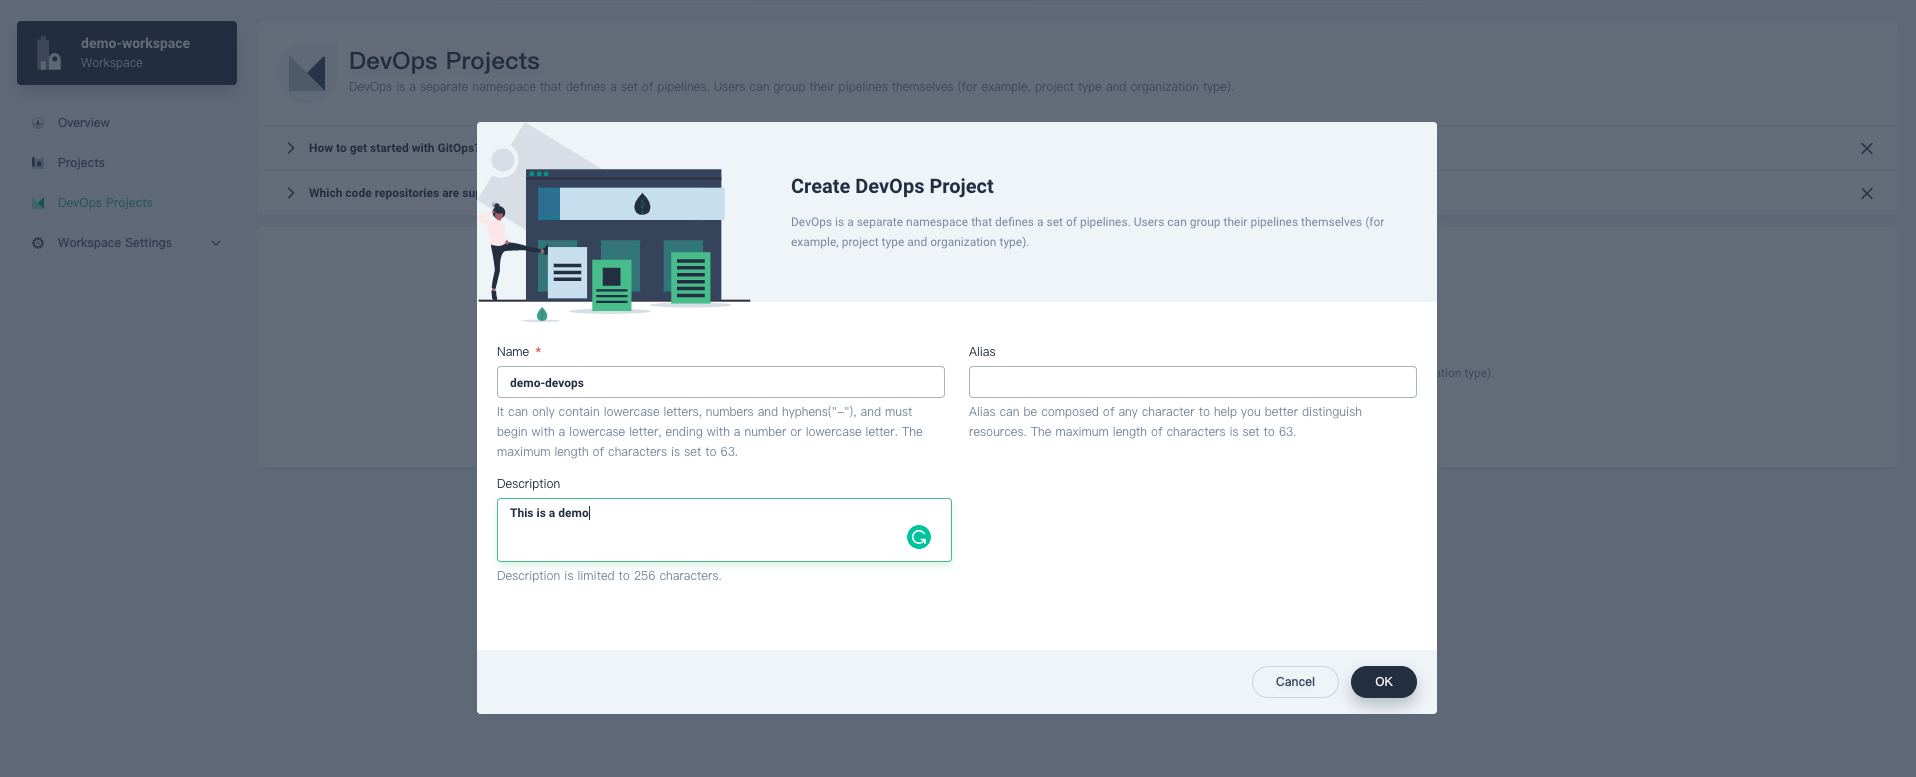 demo-workspace
Workspace
Overview
Projects
DevOps Projects
Workspace Settings
DevOps Projects
DevOps is a separate namespace that defines a set of pipelines. Users can group their pipelines themselves (for example, project type and organization type).
How to get started with GitOps?
Which code repositories are su
ation type).
Create DevOps Project
DevOps is a separate namespace that defines a set of pipelines. Users can group their pipelines themselves (for
example, project type and organization type).
Name *
demo-devops
It can only contain lowercase letters, numbers and hyphens("-"), and must
begin with a lowercase letter, ending with a number or lowercase letter. The
maximum length of characters is set to 63.
Alias
Alias can be composed of any character to help you better distinguish
resources. The maximum length of characters is set to 63.
Description
This is a demo
Description is limited to 256 characters.
Cancel
OK